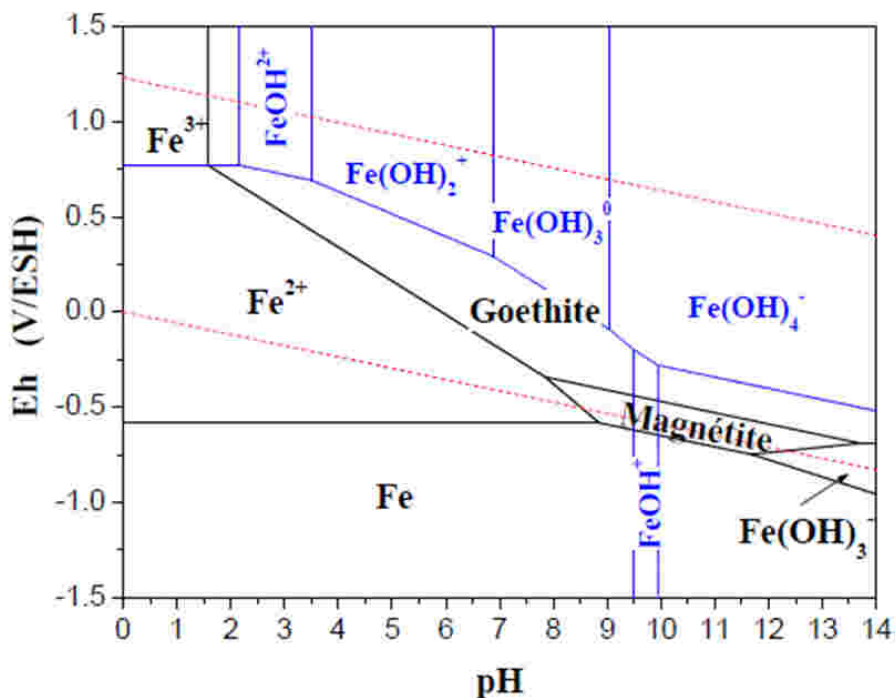 1.5
1.0
0.5
0.0
-0.5
-1.0
-1.5
Eh (V/ESH)
Fe3+
FeOH2+
Fe(OH)2+
Fe(OH)30
Fe(OH)4-
Fe2+
Goethite
Magnétite
FeOH+
Fe
Fe(OH)3-
0 1 2 3 4 5 6 7 8 9 10 11 12 13 14
pH